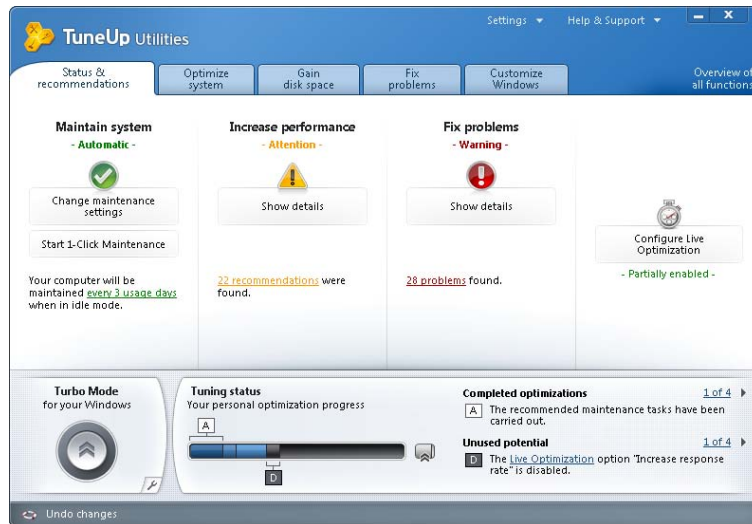 Settings
Help & Support
TuneUp Utilities
Status &
recommendations
Optimize
system
Gain
disk space
Fix
problems
Customize
Windows
Overview of
all functions
Maintain system
- Automatic -
Change maintenance
settings
Start 1-Click Maintenance
Your computer will be
maintained every 3 usage days
when in idle mode.
Increase performance
- Attention -
Show details
22 recommendations were
found.
Fix problems
- Warning -
Show details
28 problems found.
Configure Live
Optimization
- Partially enabled -
Turbo Mode
for your Windows
Tuning status
Your personal optimization progress
A
D
Completed optimizations 1 of 4
A The recommended maintenance tasks have been
carried out.
Unused potential 1 of 4
D The Live Optimization option "Increase response
rate" is disabled.
Undo changes